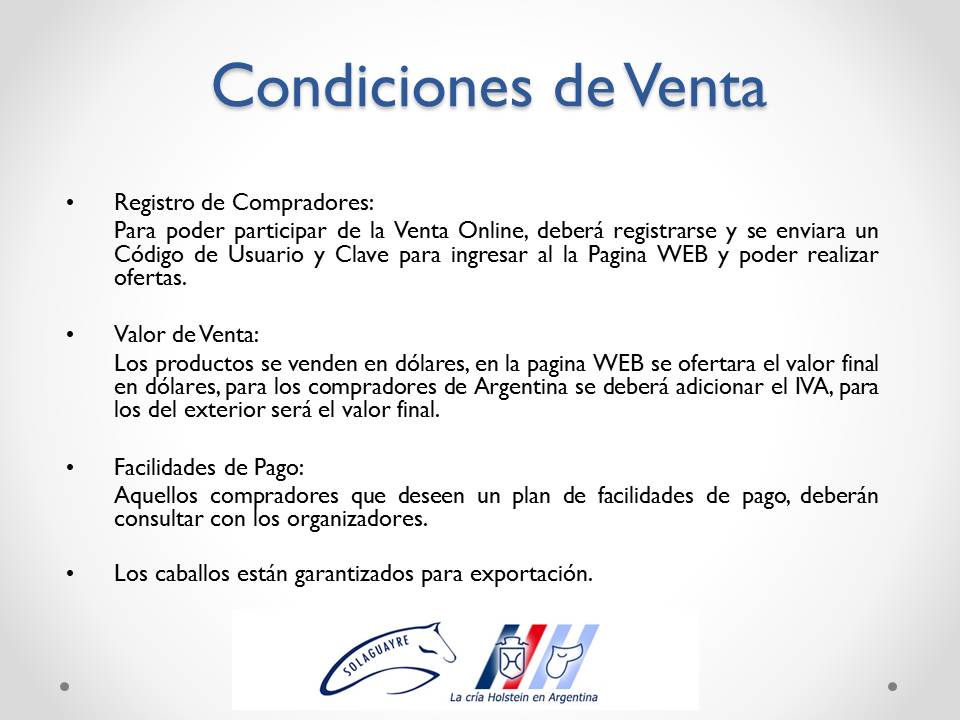 Condiciones de Venta
• Registro de Compradores:
Para poder participar de la Venta Online, deberá registrarse y se enviara un
Código de Usuario y Clave para ingresar al la Pagina WEB y poder realizar
ofertas.
• Valor de Venta:
Los productos se venden en dólares, en la pagina WEB se ofertara el valor final
en dólares, para los compradores de Argentina se deberá adicionar el IVA, para
los del exterior será el valor final.
• Facilidades de Pago:
Aquellos compradores que deseen un plan de facilidades de pago, deberán
consultar con los organizadores.
• Los caballos están garantizados para exportación.
SOLAGUAYRE
La cría Holstein en Argentina